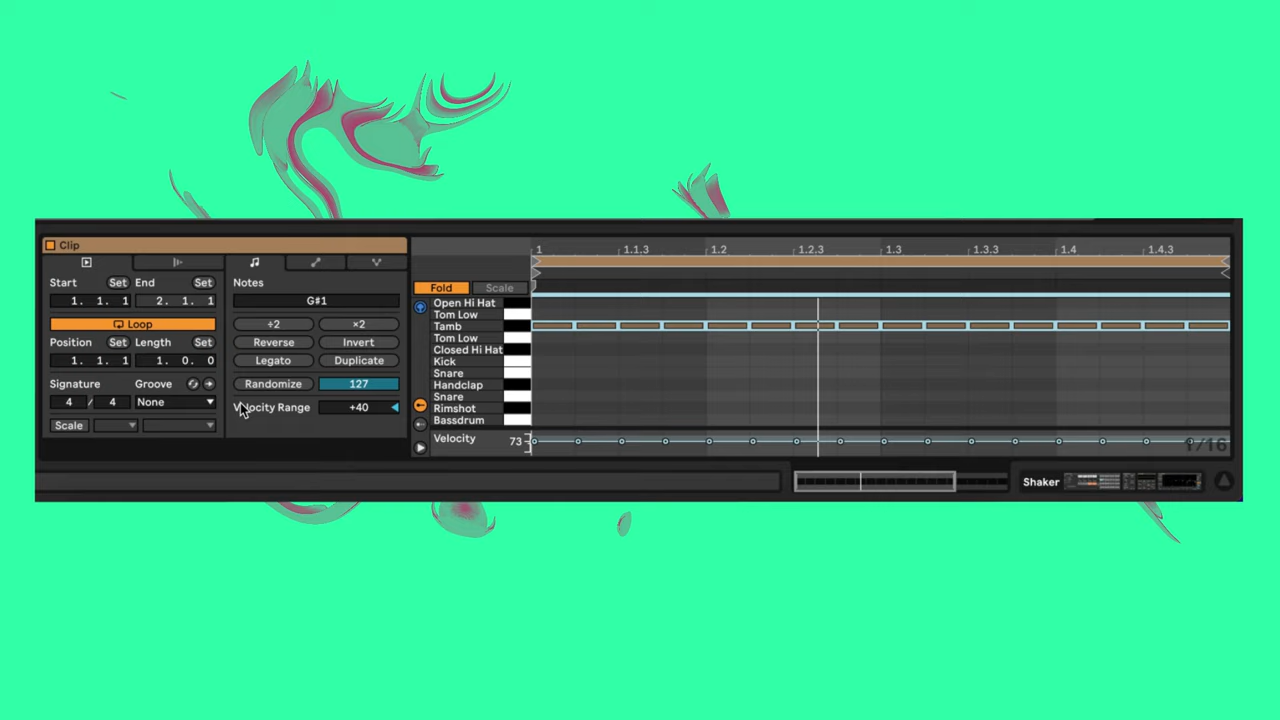 Clip
Start Set End Set
1. 1. 1 2. 1. 1
Loop
Position Set Length Set
1. 1. 1 1. 0. 0
Signature Groove
4 / 4 None
Scale
Notes
G#1
÷2 ×2
Reverse Invert
Legato Duplicate
Randomize 127
Velocity Range +40
1 1.1.3 1.2 1.2.3 1.3 1.3.3 1.4 1.4.3
Fold Scale
Open Hi Hat
Tom Low
Tamb
Tom Low
Closed Hi Hat
Kick
Snare
Handclap
Snare
Rimshot
Bassdrum
Velocity 73
1/16
Shaker